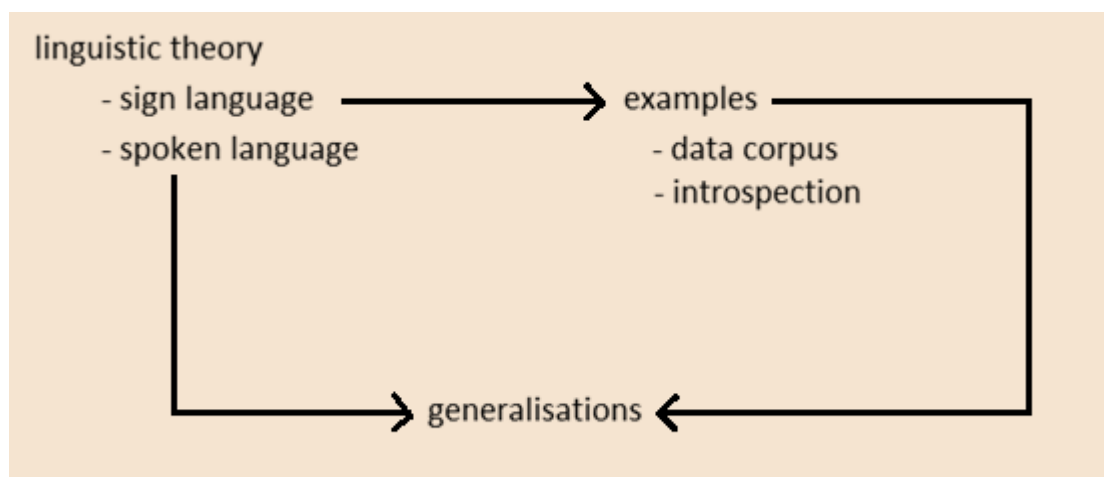 linguistic theory
- sign language
examples
- spoken language
- data corpus
- introspection
generalisations